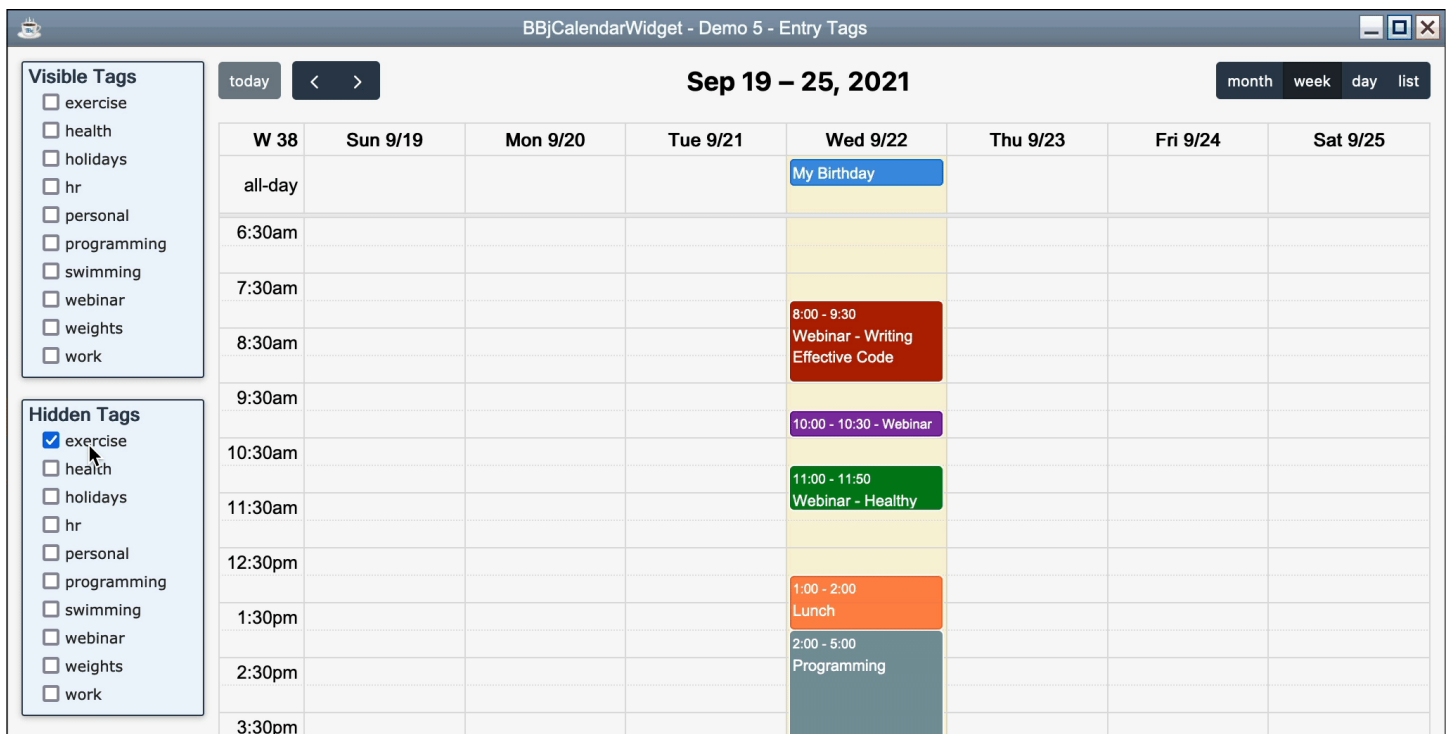 BBjCalendarWidget - Demo 5 - Entry Tags
Visible Tags
exercise
health
holidays
hr
personal
programming
swimming
webinar
weights
work
Hidden Tags
exercise
health
holidays
hr
personal
programming
swimming
webinar
weights
work
today
Sep 19 – 25, 2021
month week day list
W 38 Sun 9/19 Mon 9/20 Tue 9/21 Wed 9/22 Thu 9/23 Fri 9/24 Sat 9/25
all-day
My Birthday
6:30am
7:30am
8:00 - 9:30
Webinar - Writing
Effective Code
8:30am
9:30am
10:00 - 10:30 - Webinar
10:30am
11:00 - 11:50
Webinar - Healthy
11:30am
12:30pm
1:00 - 2:00
Lunch
1:30pm
2:00 - 5:00
Programming
2:30pm
3:30pm